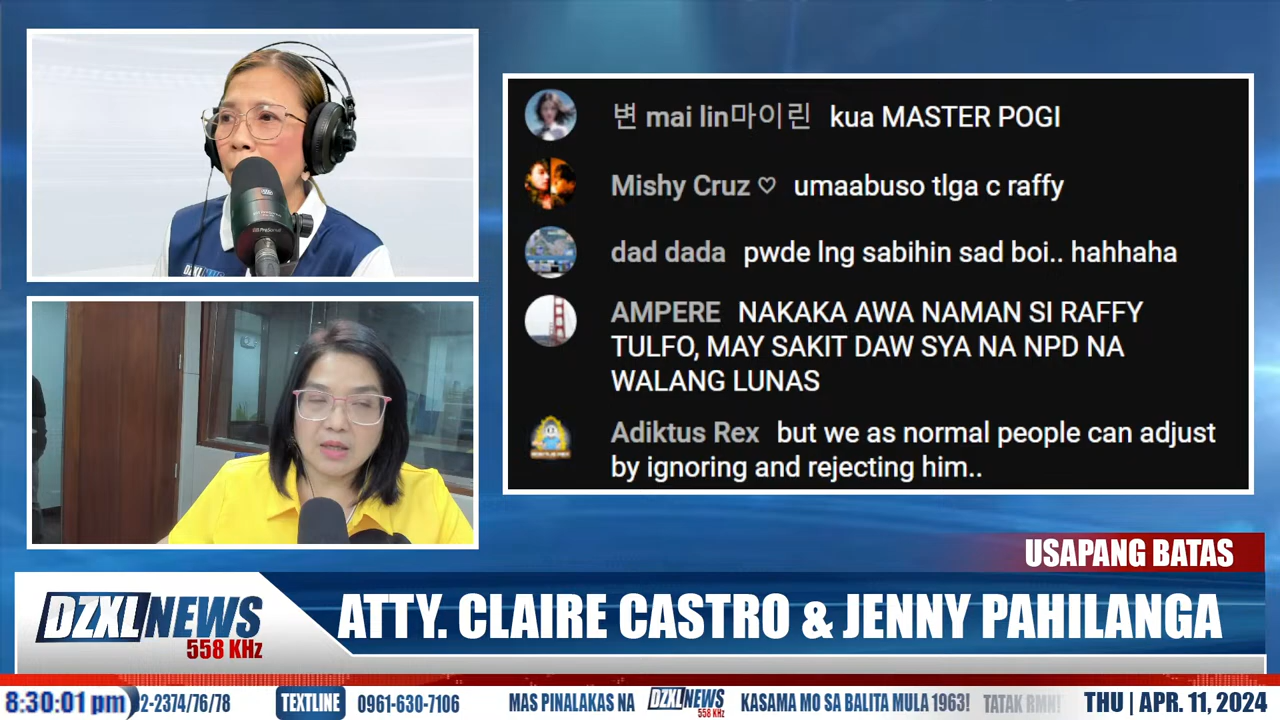 변 mai lin마이린 kua MASTER POGI
Mishy Cruz ♡ umaabuso tlga c raffy
dad dada pwde lng sabihin sad boi.. hahhaha
AMPERE NAKAKA AWA NAMAN SI RAFFY
TULFO, MAY SAKIT DAW SYA NA NPD NA
WALANG LUNAS
Adiktus Rex but we as normal people can adjust
by ignoring and rejecting him..
USAPANG BATAS
DZXL NEWS
558 KHz
ATTY. CLAIRE CASTRO & JENNY PAHILANGA
8:30:01 pm 2-2374/76/78 TEXTLINE 0961-630-7106 MAS PINALAKAS NA DZXL NEWS 558 KHz KASAMA MO SA BALITA MULA 1963! TATAK RMN! THU | APR. 11, 2024